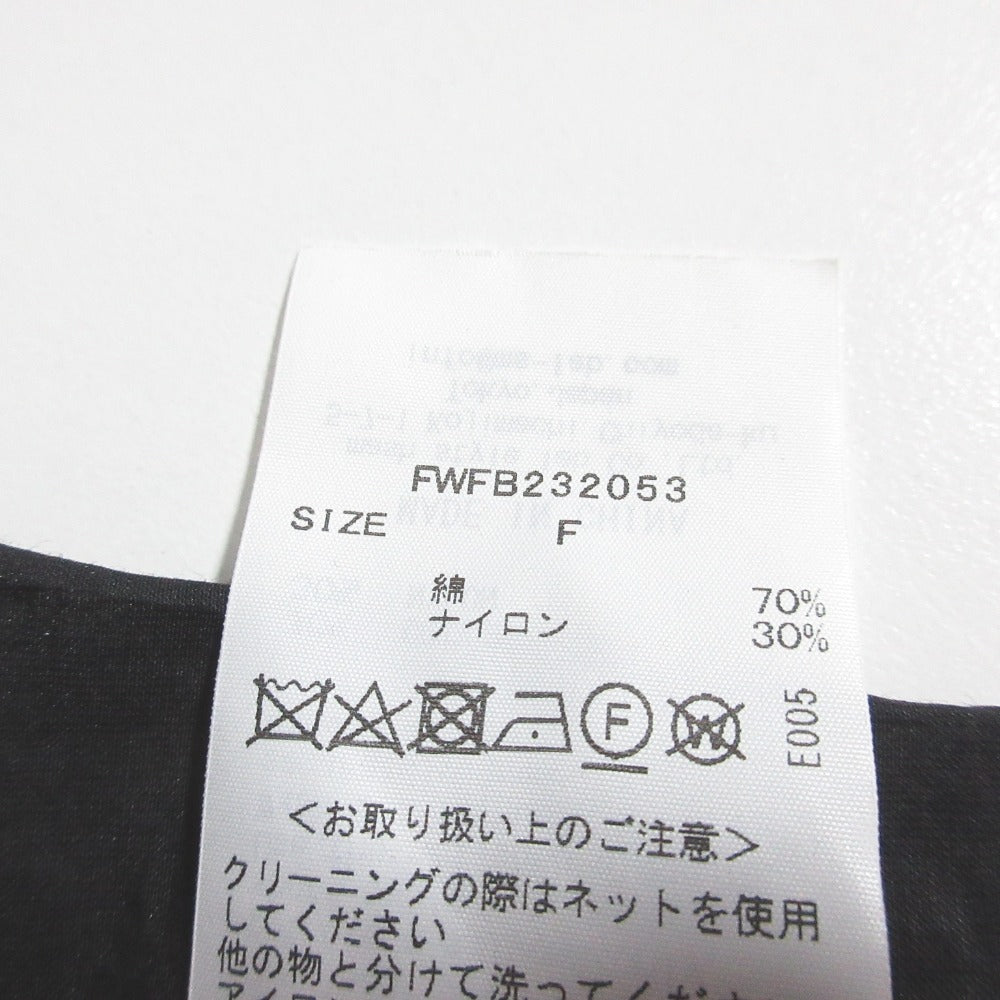 FWFB232053
SIZE F
綿 70%
ナイロン 30%
F W E005
<お取り扱い上のご注意>
クリーニングの際はネットを使用
してください
他の物と分けて洗ってくださ